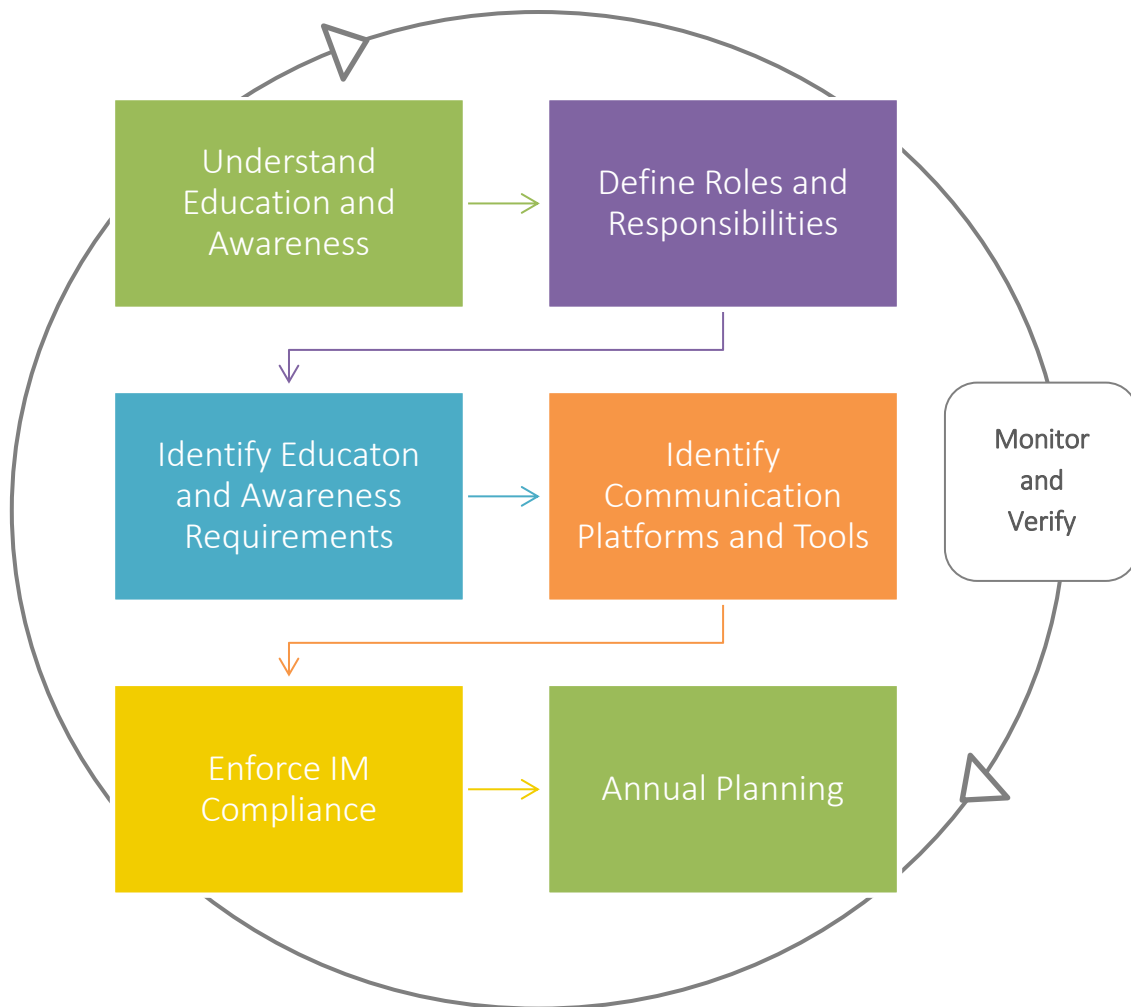 Understand
Education and
Awareness
Define Roles and
Responsibilities
Identify Educaton
and Awareness
Requirements
Identify
Communication
Platforms and Tools
Monitor
and
Verify
Enforce IM
Compliance
Annual Planning